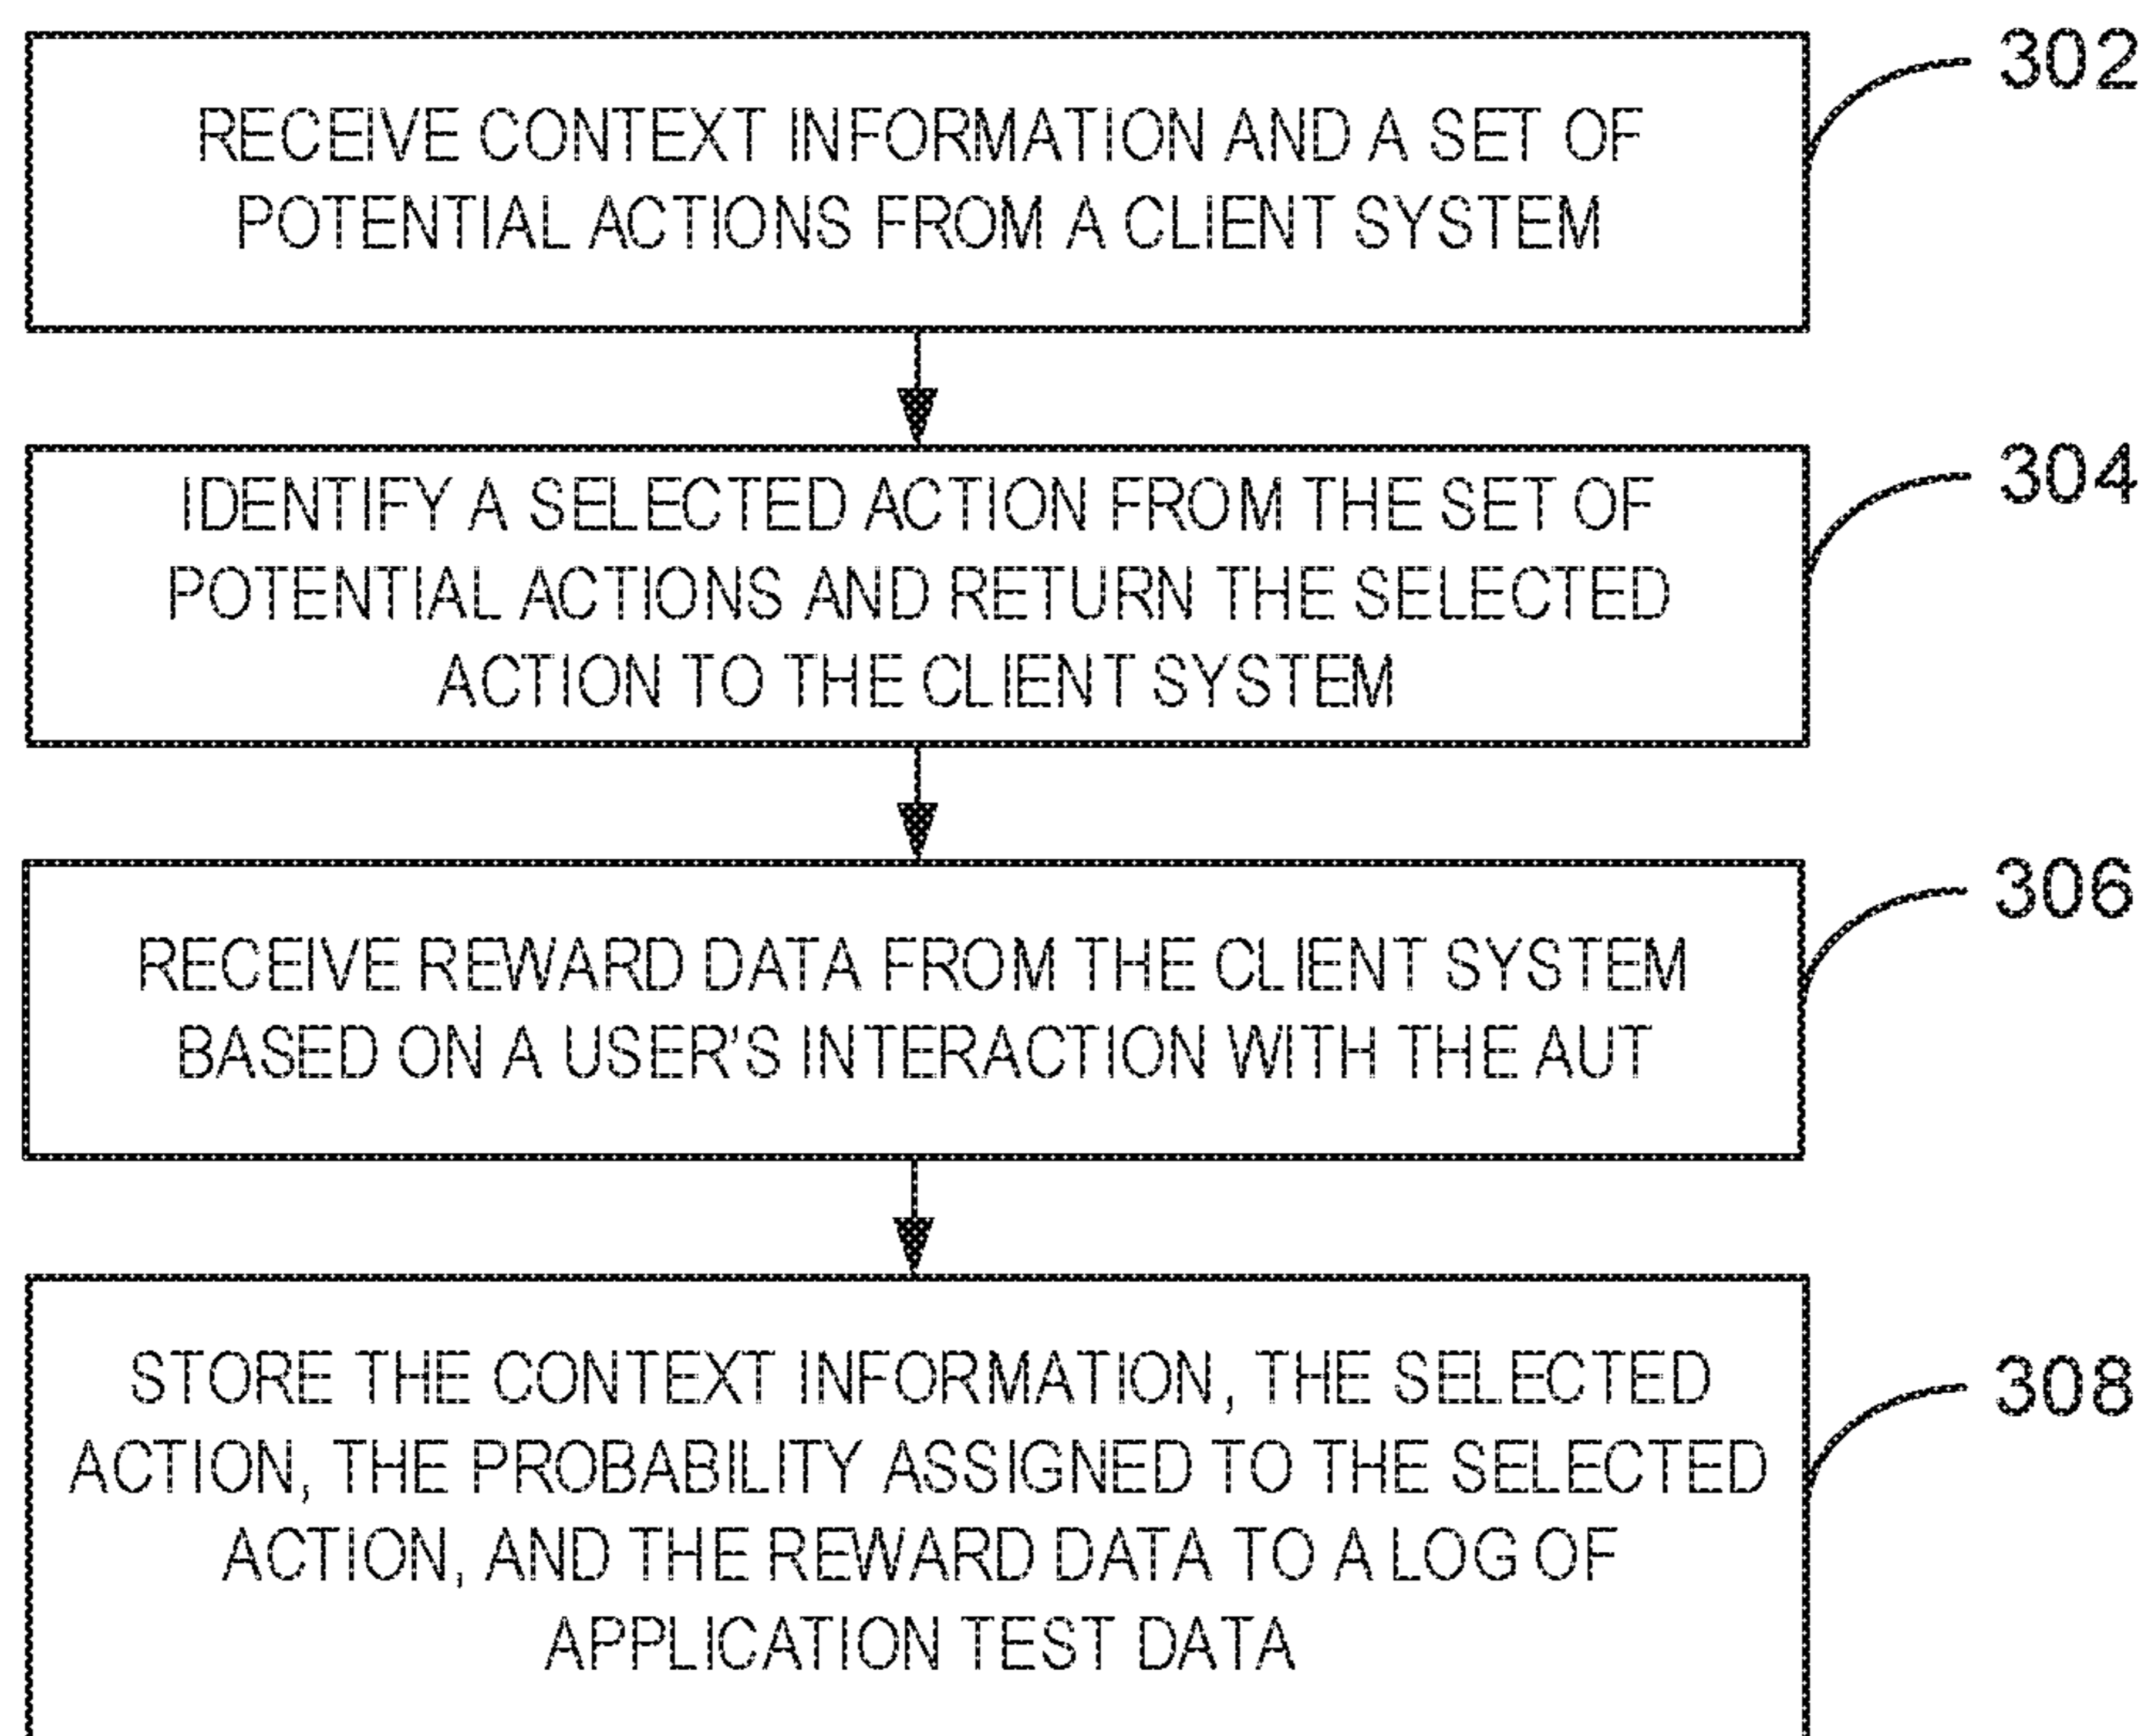 RECEIVE CONTEXT INFORMATION AND A SET OF
POTENTIAL ACTIONS FROM A CLIENT SYSTEM
302
IDENTIFY A SELECTED ACTION FROM THE SET OF
POTENTIAL ACTIONS AND RETURN THE SELECTED
ACTION TO THE CLIENT SYSTEM
304
RECEIVE REWARD DATA FROM THE CLIENT SYSTEM
BASED ON A USER'S INTERACTION WITH THE AUT
306
STORE THE CONTEXT INFORMATION, THE SELECTED
ACTION, THE PROBABILITY ASSIGNED TO THE SELECTED
ACTION, AND THE REWARD DATA TO A LOG OF
APPLICATION TEST DATA
308